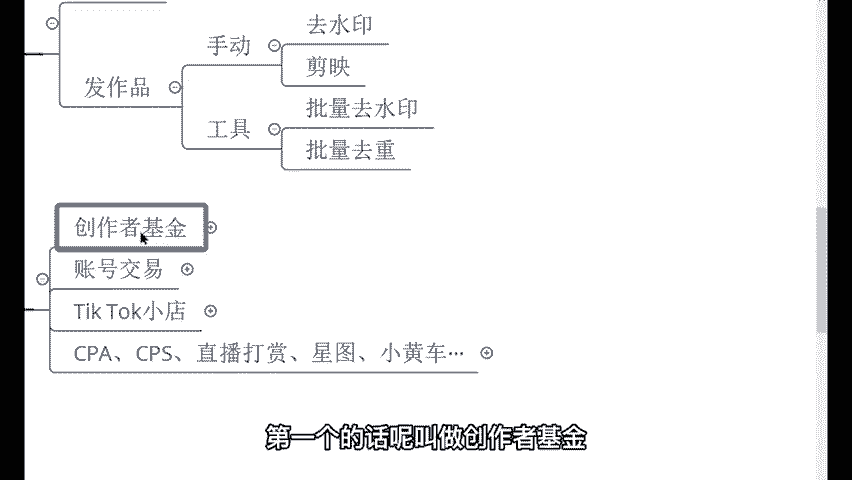 去水印
手动
剪映
发作品
批量去水印
工具
批量去重
创作者基金
账号交易
Tik Tok小店
CPA、CPS、直播打赏、星图、小黄车…
第一个的话呢叫做创作者基金